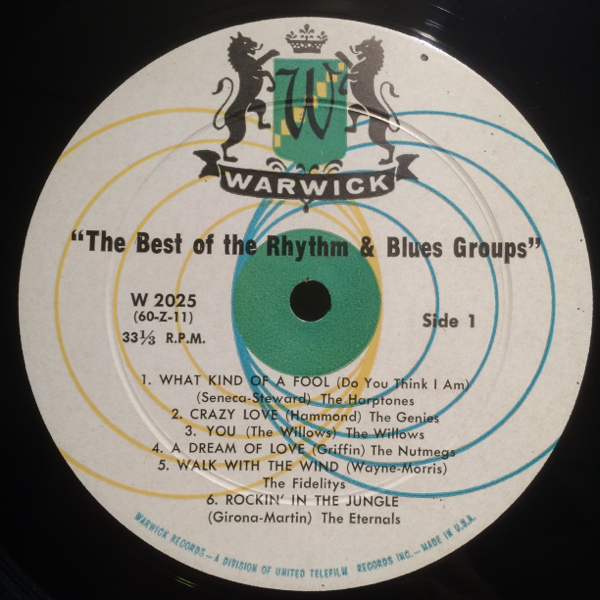 W
WARWICK
“The Best of the Rhythm & Blues Groups”
W 2025
(60-Z-11)
33⅓ R.P.M.
Side 1
1. WHAT KIND OF A FOOL (Do You Think I Am)
(Seneca-Steward) The Harptones
2. CRAZY LOVE (Hammond) The Genies
3. YOU (The Willows) The Willows
4. A DREAM OF LOVE (Griffin) The Nutmegs
5. WALK WITH THE WIND (Wayne-Morris)
The Fidelitys
6. ROCKIN' IN THE JUNGLE
(Girona-Martin) The Eternals
WARWICK RECORDS—A DIVISION OF UNITED TELEFILM RECORDS INC.—MADE IN U.S.A.